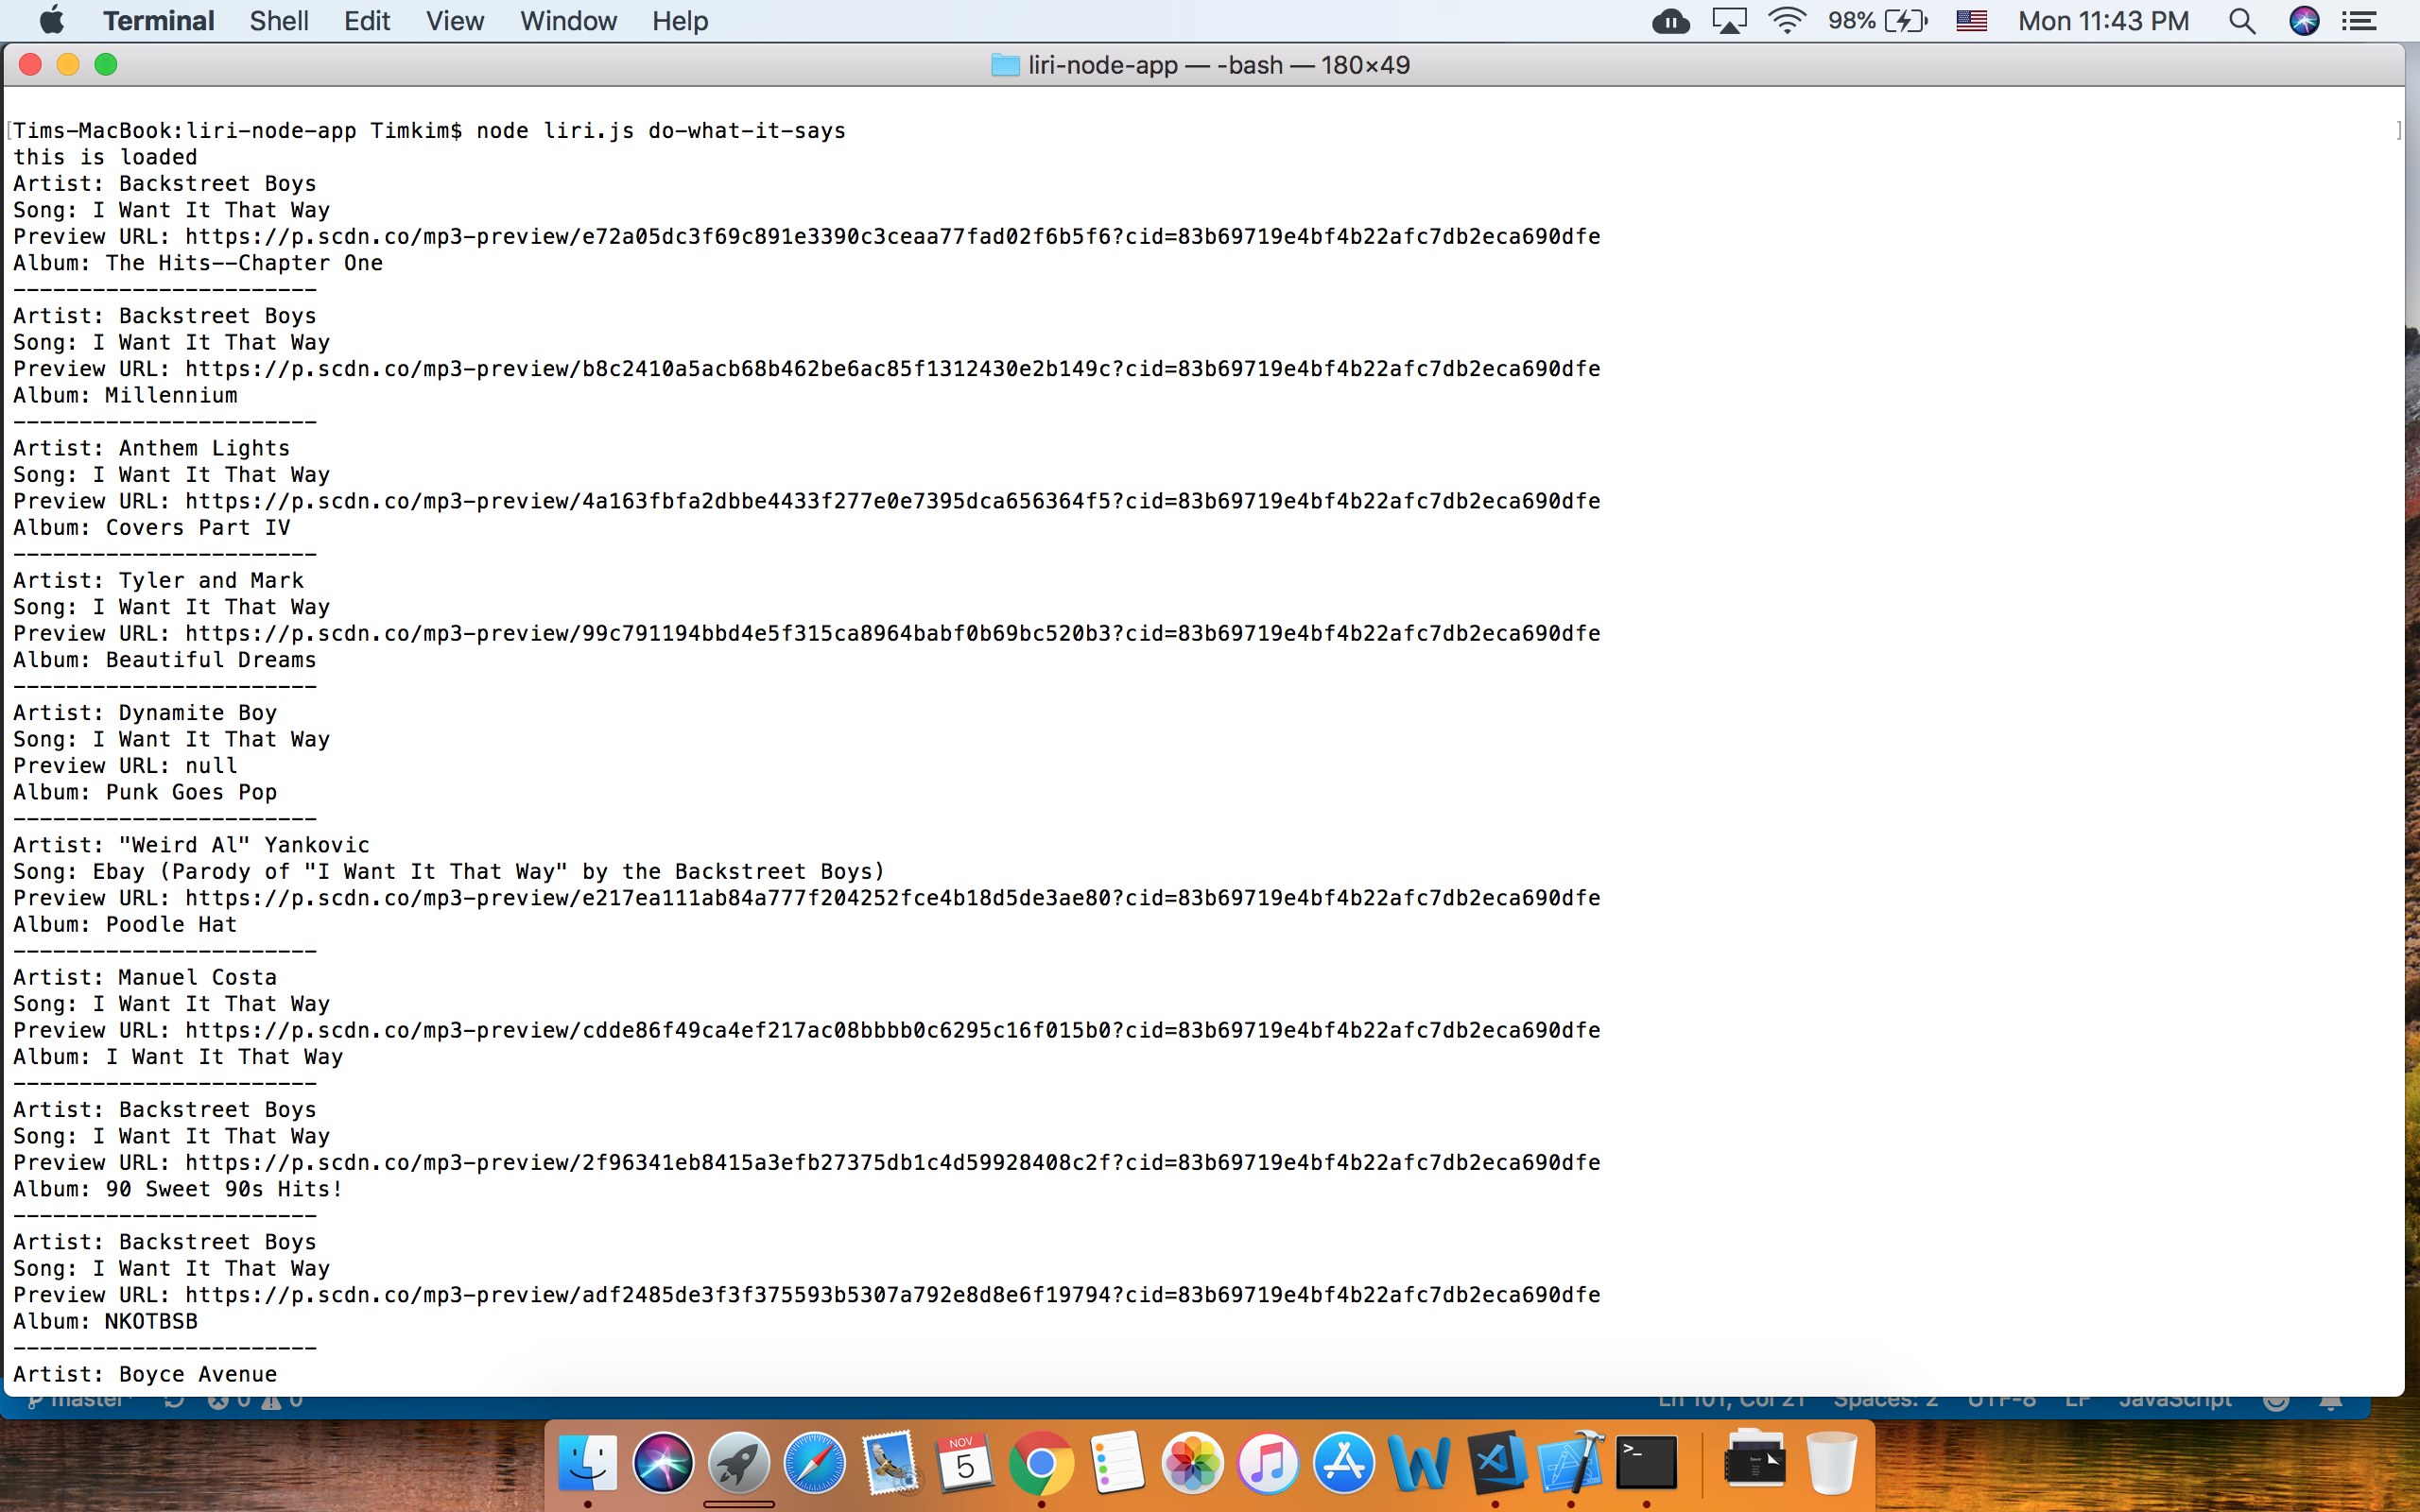 Terminal Shell Edit View Window Help 98% Mon 11:43 PM
liri-node-app — -bash — 180×49
[Tims-MacBook:liri-node-app Timkim$ node liri.js do-what-it-says ]
this is loaded
Artist: Backstreet Boys
Song: I Want It That Way
Preview URL: https://p.scdn.co/mp3-preview/e72a05dc3f69c891e3390c3ceaa77fad02f6b5f6?cid=83b69719e4bf4b22afc7db2eca690dfe
Album: The Hits--Chapter One
-----------------------
Artist: Backstreet Boys
Song: I Want It That Way
Preview URL: https://p.scdn.co/mp3-preview/b8c2410a5acb68b462be6ac85f1312430e2b149c?cid=83b69719e4bf4b22afc7db2eca690dfe
Album: Millennium
-----------------------
Artist: Anthem Lights
Song: I Want It That Way
Preview URL: https://p.scdn.co/mp3-preview/4a163fbfa2dbbe4433f277e0e7395dca656364f5?cid=83b69719e4bf4b22afc7db2eca690dfe
Album: Covers Part IV
-----------------------
Artist: Tyler and Mark
Song: I Want It That Way
Preview URL: https://p.scdn.co/mp3-preview/99c791194bbd4e5f315ca8964babf0b69bc520b3?cid=83b69719e4bf4b22afc7db2eca690dfe
Album: Beautiful Dreams
-----------------------
Artist: Dynamite Boy
Song: I Want It That Way
Preview URL: null
Album: Punk Goes Pop
-----------------------
Artist: "Weird Al" Yankovic
Song: Ebay (Parody of "I Want It That Way" by the Backstreet Boys)
Preview URL: https://p.scdn.co/mp3-preview/e217ea111ab84a777f204252fce4b18d5de3ae80?cid=83b69719e4bf4b22afc7db2eca690dfe
Album: Poodle Hat
-----------------------
Artist: Manuel Costa
Song: I Want It That Way
Preview URL: https://p.scdn.co/mp3-preview/cdde86f49ca4ef217ac08bbbb0c6295c16f015b0?cid=83b69719e4bf4b22afc7db2eca690dfe
Album: I Want It That Way
-----------------------
Artist: Backstreet Boys
Song: I Want It That Way
Preview URL: https://p.scdn.co/mp3-preview/2f96341eb8415a3efb27375db1c4d59928408c2f?cid=83b69719e4bf4b22afc7db2eca690dfe
Album: 90 Sweet 90s Hits!
-----------------------
Artist: Backstreet Boys
Song: I Want It That Way
Preview URL: https://p.scdn.co/mp3-preview/adf2485de3f3f375593b5307a792e8d8e6f19794?cid=83b69719e4bf4b22afc7db2eca690dfe
Album: NKOTBSB
-----------------------
Artist: Boyce Avenue
master* 0 0 Ln 101, Col 21 Spaces: 2 UTF-8 LF JavaScript
NOV
5
>_